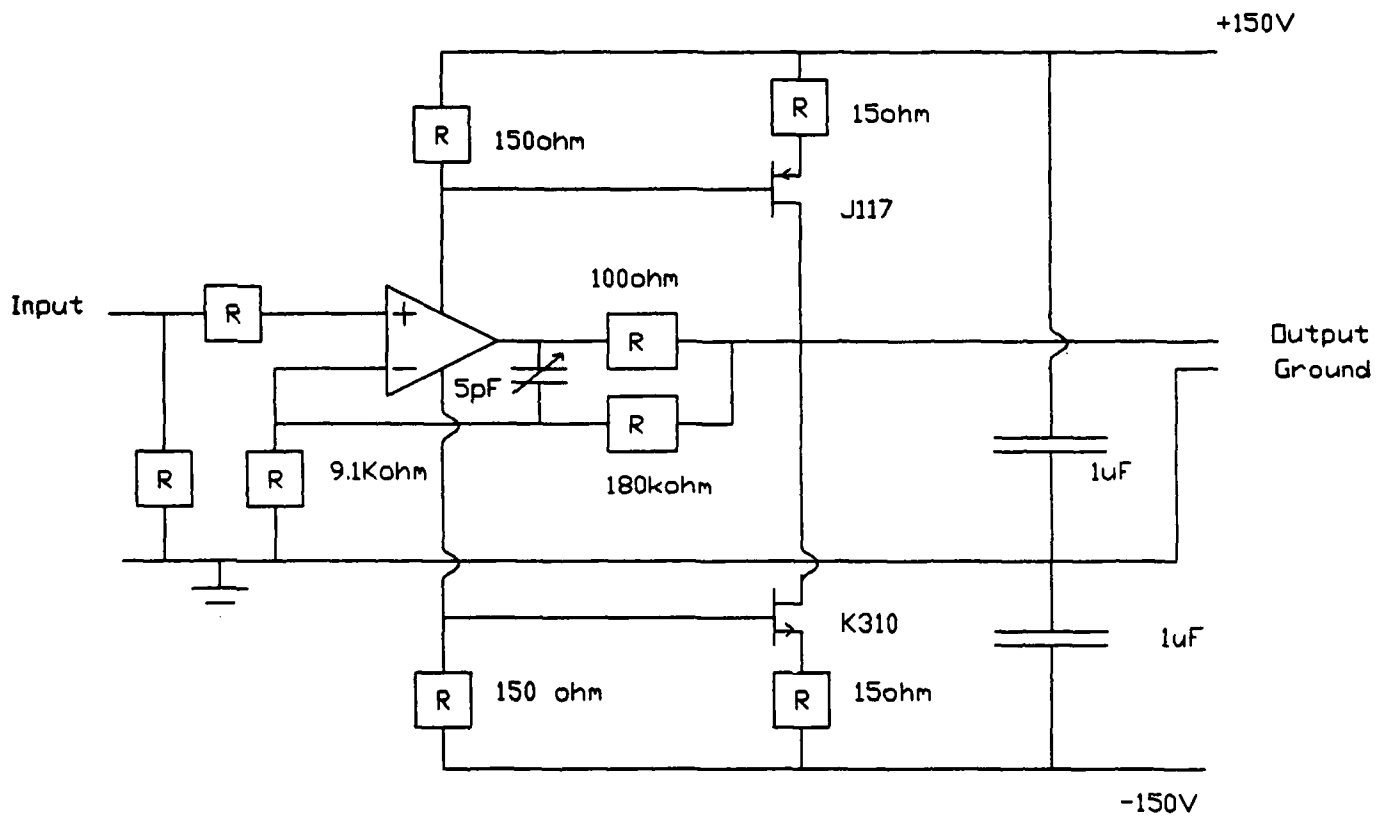 +150V
R
15ohm
R
150ohm
J117
100ohm
Input
R
+
R
Output
Ground
−
5pF
R
R
R
9.1Kohm
180kohm
1uF
K310
1uF
R
150 ohm
R
15ohm
-150V